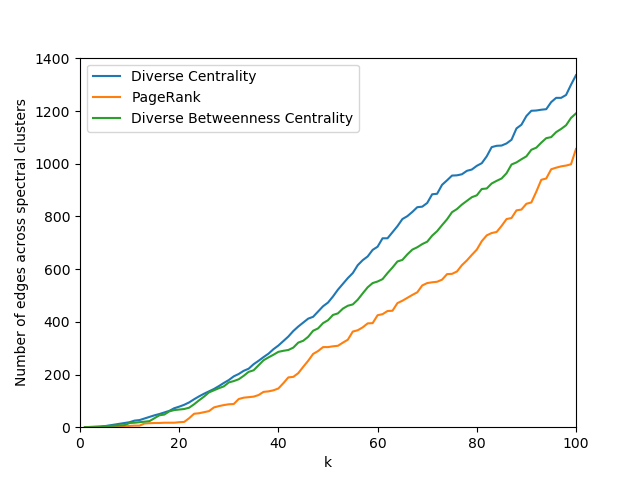 Diverse Centrality
PageRank
Diverse Betweenness Centrality
Number of edges across spectral clusters
1400
1200
1000
800
600
400
200
0
0 20 40 60 80 100
k